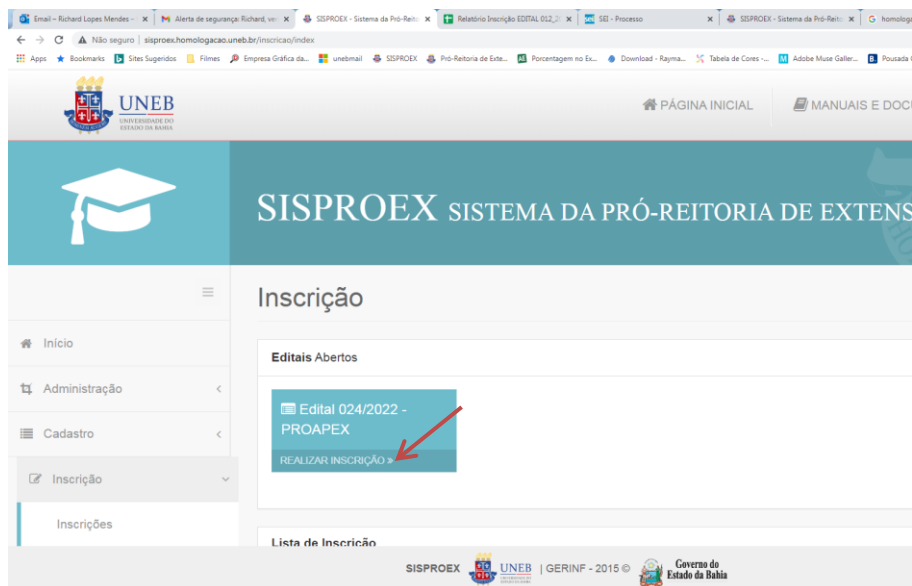 Email – Richard Lopes Mendes –
Alerta de segurança: Richard, ve
SISPROEX - Sistema da Pró-Reito
Relatório Inscrição EDITAL 012_2
SEI - Processo
SISPROEX - Sistema da Pró-Reito
homologa
Não seguro | sisproex.homologacao.uneb.br/inscricao/index
Apps Bookmarks Sites Sugeridos Filmes Empresa Gráfica da... unebmail SISPROEX Pró-Reitoria de Exte... Porcentagem no Ex... Download - Rayma... Tabela de Cores -... Adobe Muse Galler... Pousada
UNEB
UNIVERSIDADE DO
ESTADO DA BAHIA
PÁGINA INICIAL
MANUAIS E DOCU
SISPROEX SISTEMA DA PRÓ-REITORIA DE EXTENS
Inscrição
Início
Editais Abertos
Administração
Edital 024/2022 -
PROAPEX
Cadastro
REALIZAR INSCRIÇÃO »
Inscrição
Inscrições
Lista de Inscrição
SISPROEX UNEB | GERINF - 2015 © Governo do
Estado da Bahia